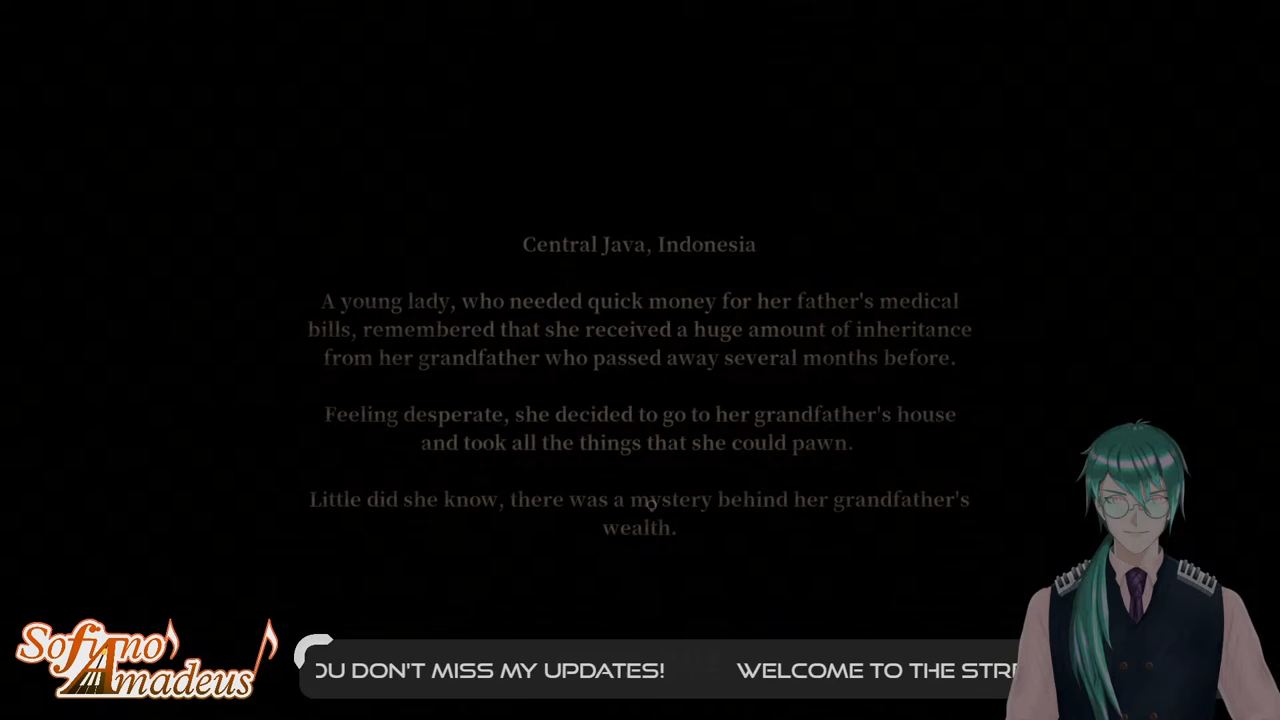 Central Java, Indonesia
A young lady, who needed quick money for her father's medical
bills, remembered that she received a huge amount of inheritance
from her grandfather who passed away several months before.
Feeling desperate, she decided to go to her grandfather's house
and took all the things that she could pawn.
Little did she know, there was a mystery behind her grandfather's
wealth.
Sofiano
Amadeus
OU DON'T MISS MY UPDATES! WELCOME TO THE STRE